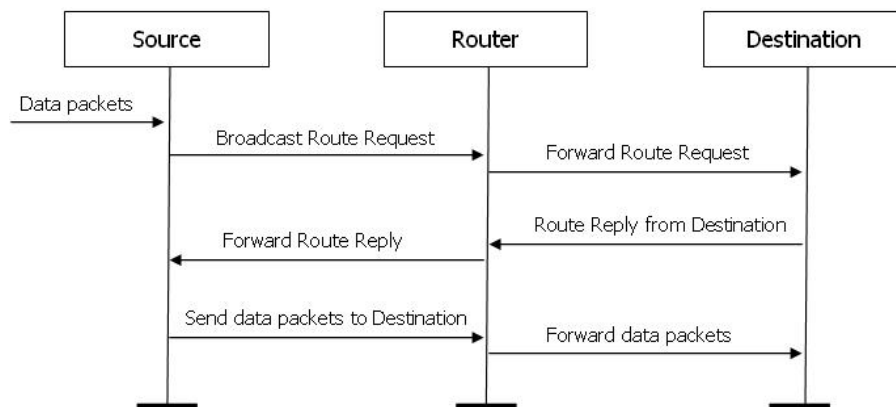 Source
Router
Destination
Data packets
Broadcast Route Request
Forward Route Request
Route Reply from Destination
Forward Route Reply
Send data packets to Destination
Forward data packets